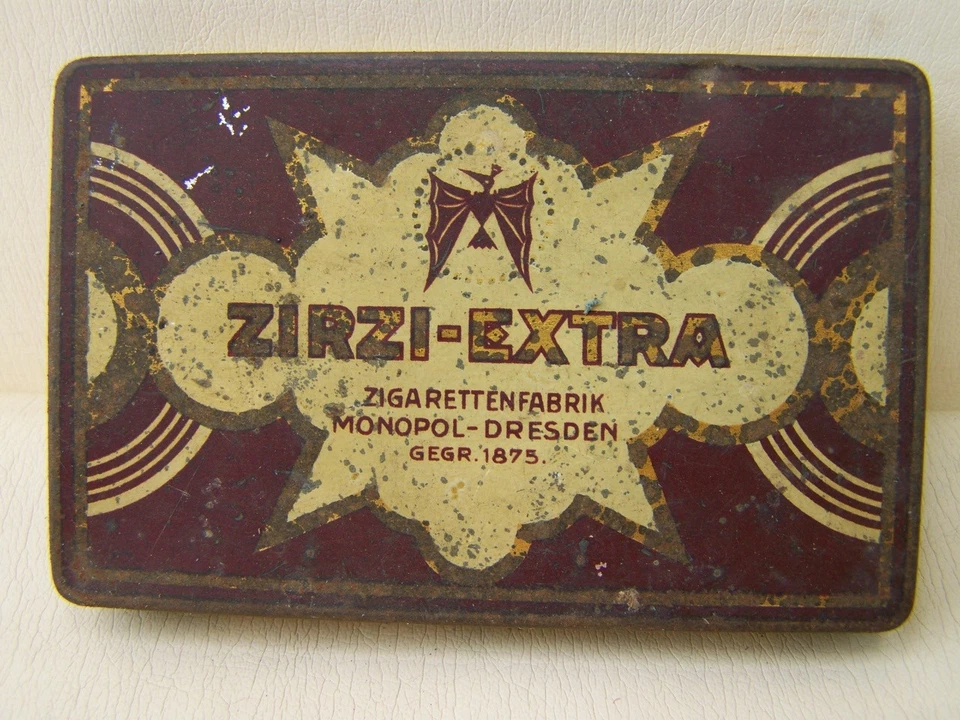 ZIRZI-EXTRA
ZIGARETTENFABRIK
MONOPOL-DRESDEN
GEGR. 1875.